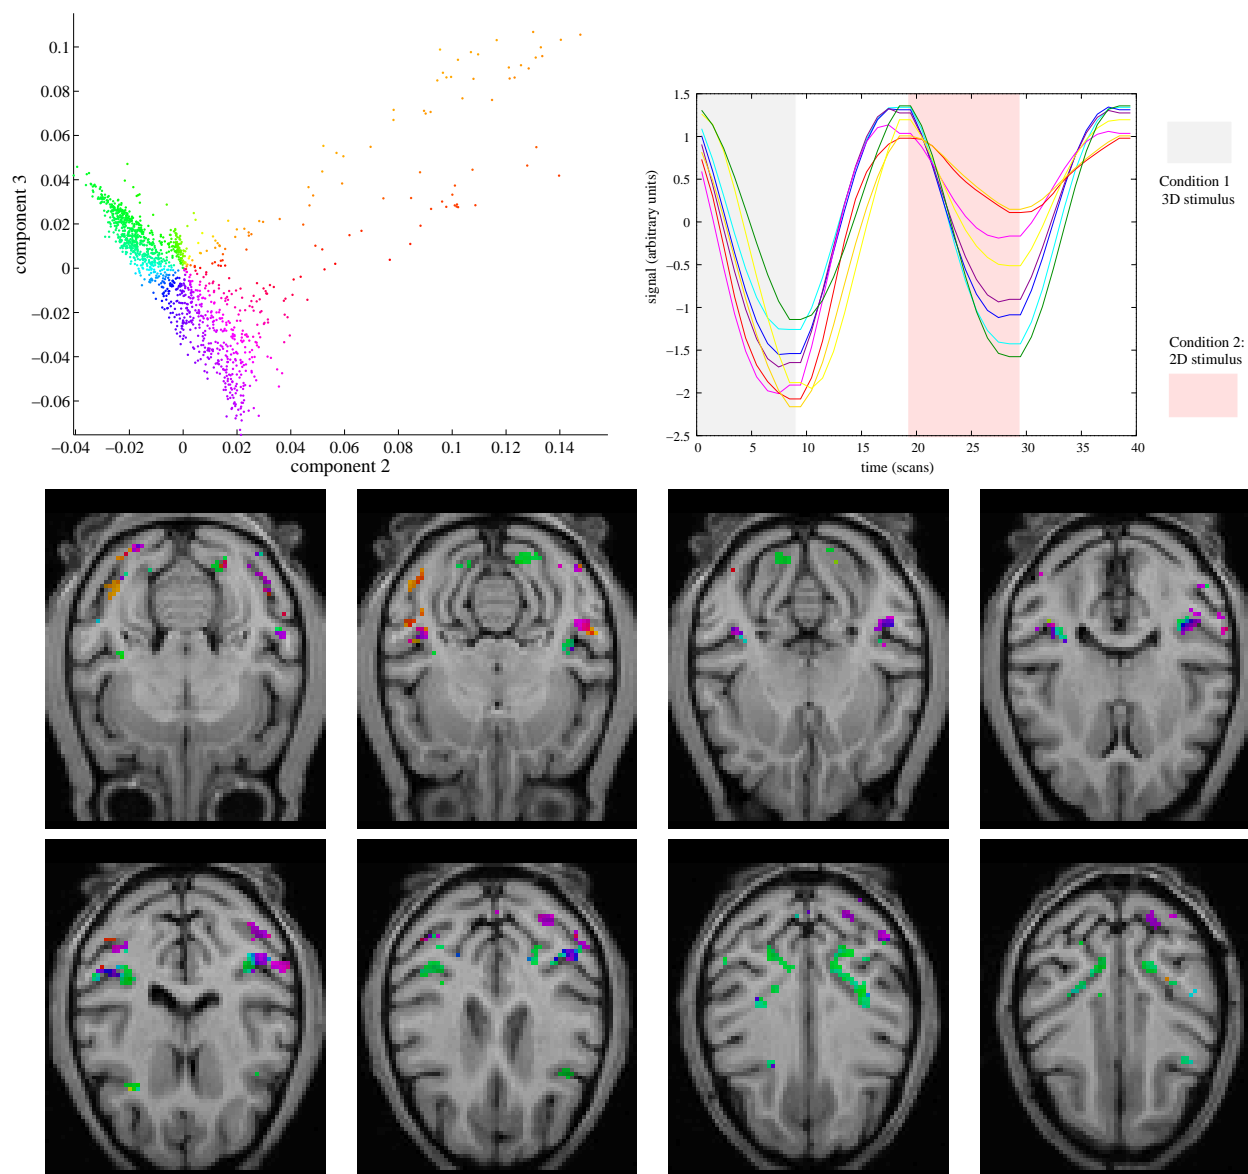 0.1
0.08
0.06
0.04
0.02
0
−0.02
−0.04
−0.06
component 3
−0.04 −0.02 0 0.02 0.04 0.06 0.08 0.1 0.12 0.14
component 2
1.5
1
0.5
0
−0.5
−1
−1.5
−2
−2.5
signal (arbitrary units)
0 5 10 15 20 25 30 35 40
time (scans)
Condition 1
3D stimulus
Condition 2:
2D stimulus